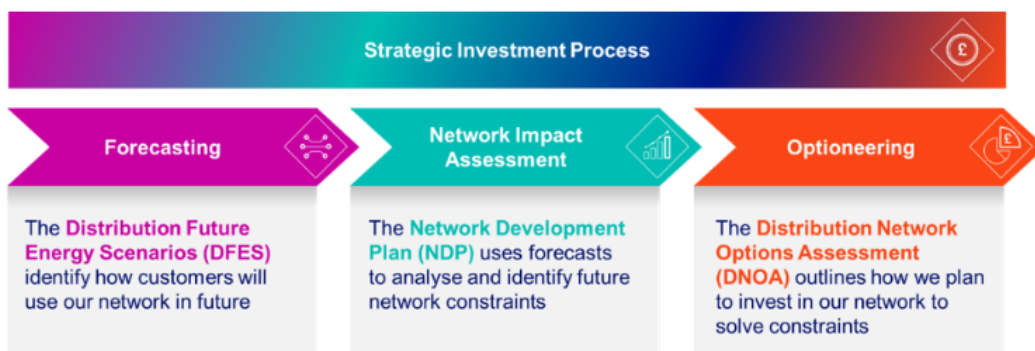 Strategic Investment Process
£
Forecasting
Network Impact
Assessment
Optioneering
£
The Distribution Future
Energy Scenarios (DFES)
identify how customers will
use our network in future
The Network Development
Plan (NDP) uses forecasts
to analyse and identify future
network constraints
The Distribution Network
Options Assessment
(DNOA) outlines how we plan
to invest in our network to
solve constraints